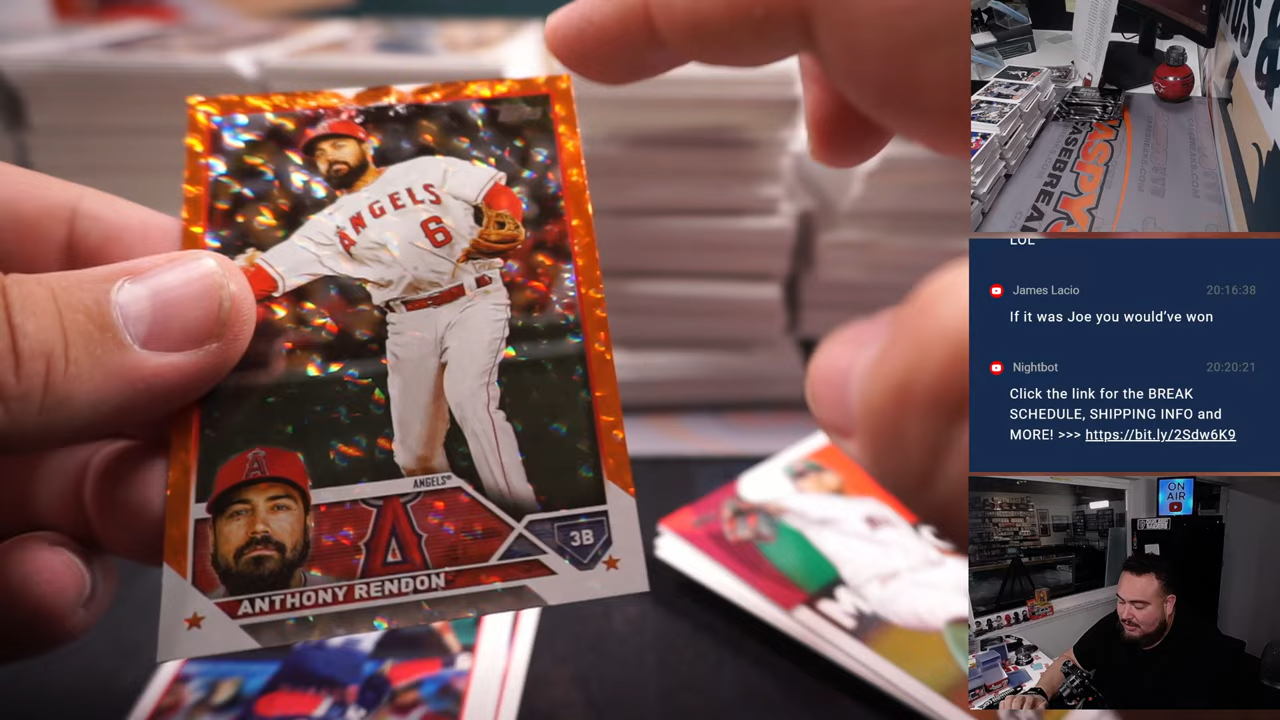 ANGELS
6
ANGELS
A
3B
ANTHONY RENDON
JASPY'S
CASEBREAKS
LOL
James Lacio 20:16:38
If it was Joe you would've won
Nightbot 20:20:21
Click the link for the BREAK
SCHEDULE, SHIPPING INFO and
MORE! >>> https://bit.ly/2Sdw6K9
ON
AIR